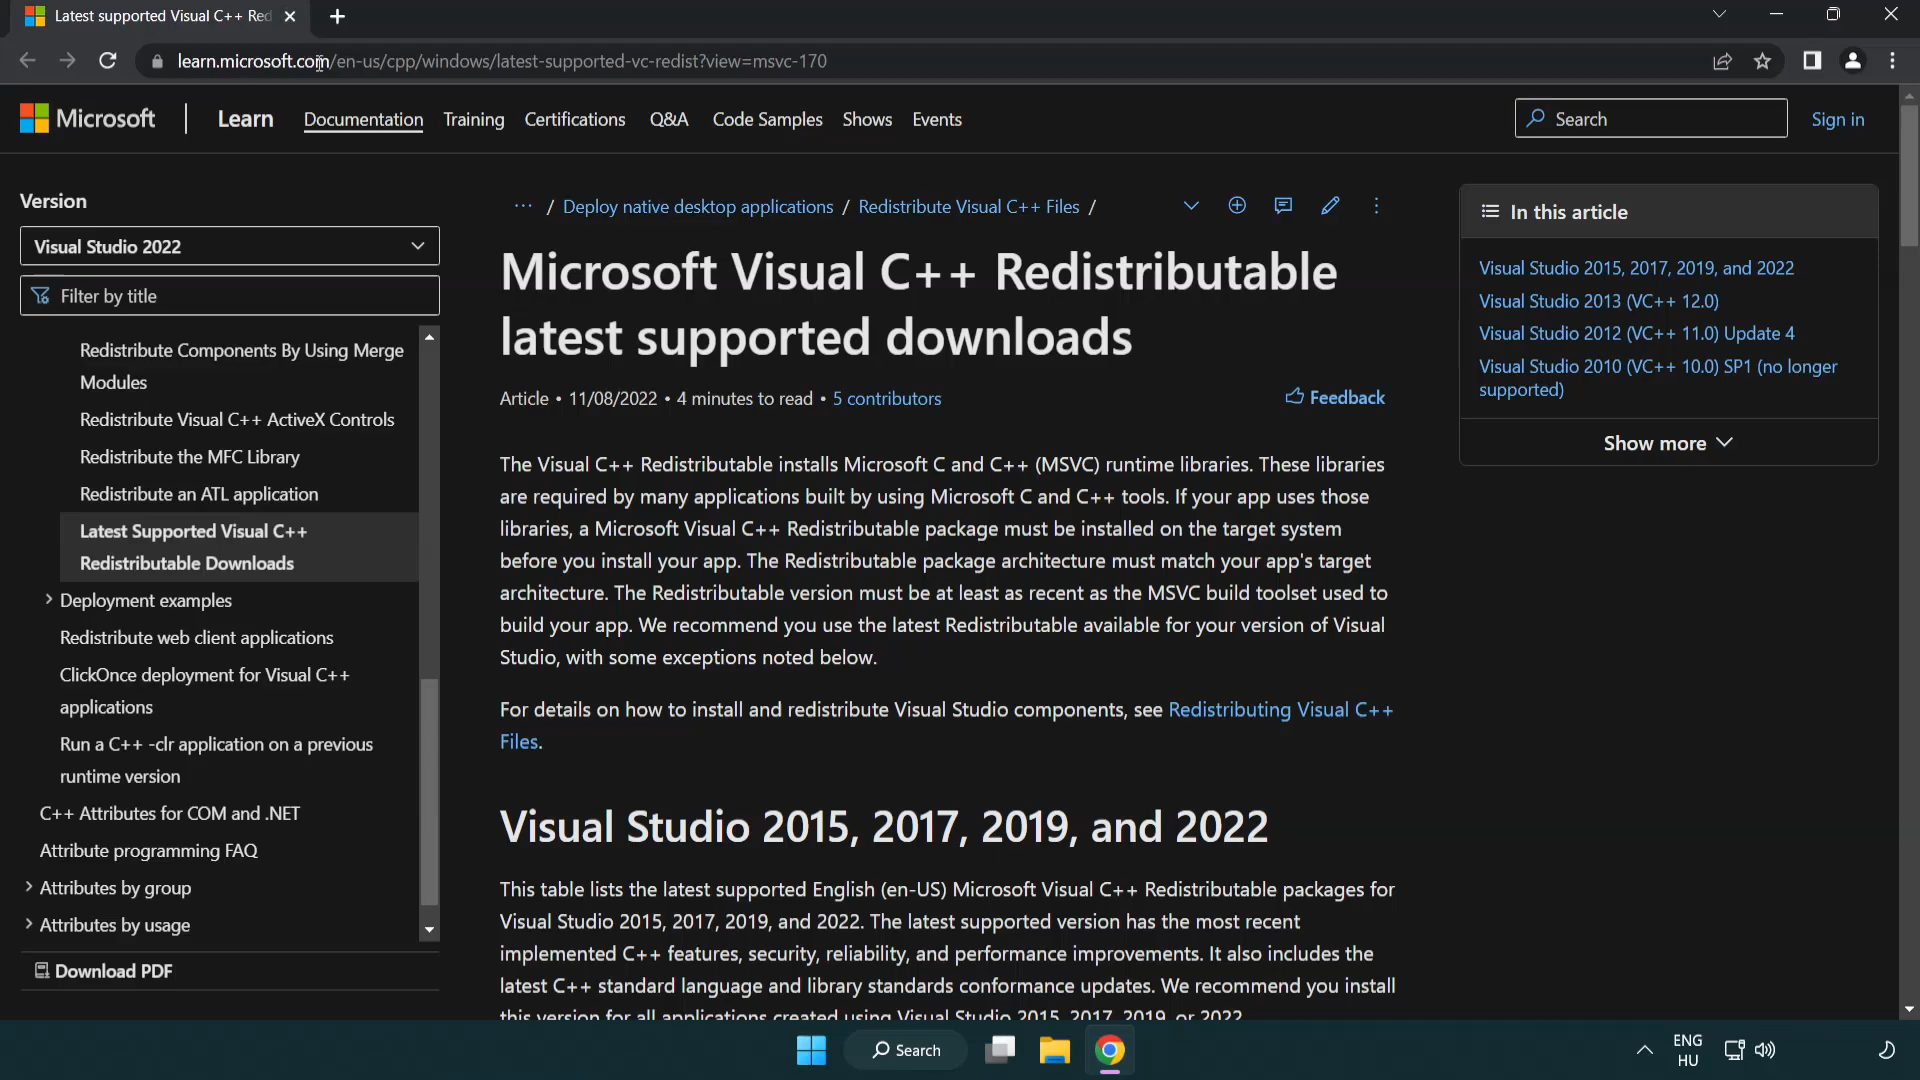 Latest supported Visual C++ Red
learn.microsoft.com/en-us/cpp/windows/latest-supported-vc-redist?view=msvc-170
Microsoft
Learn
Documentation
Training
Certifications
Q&A
Code Samples
Shows
Events
Search
Sign in
Version
Visual Studio 2022
Filter by title
Redistribute Components By Using Merge
Modules
Redistribute Visual C++ ActiveX Controls
Redistribute the MFC Library
Redistribute an ATL application
Latest Supported Visual C++
Redistributable Downloads
Deployment examples
Redistribute web client applications
ClickOnce deployment for Visual C++
applications
Run a C++ -clr application on a previous
runtime version
C++ Attributes for COM and .NET
Attribute programming FAQ
Attributes by group
Attributes by usage
Download PDF
... / Deploy native desktop applications / Redistribute Visual C++ Files /
Microsoft Visual C++ Redistributable
latest supported downloads
Article • 11/08/2022 • 4 minutes to read • 5 contributors
Feedback
The Visual C++ Redistributable installs Microsoft C and C++ (MSVC) runtime libraries. These libraries
are required by many applications built by using Microsoft C and C++ tools. If your app uses those
libraries, a Microsoft Visual C++ Redistributable package must be installed on the target system
before you install your app. The Redistributable package architecture must match your app's target
architecture. The Redistributable version must be at least as recent as the MSVC build toolset used to
build your app. We recommend you use the latest Redistributable available for your version of Visual
Studio, with some exceptions noted below.
For details on how to install and redistribute Visual Studio components, see Redistributing Visual C++
Files.
Visual Studio 2015, 2017, 2019, and 2022
This table lists the latest supported English (en-US) Microsoft Visual C++ Redistributable packages for
Visual Studio 2015, 2017, 2019, and 2022. The latest supported version has the most recent
implemented C++ features, security, reliability, and performance improvements. It also includes the
latest C++ standard language and library standards conformance updates. We recommend you install
this version for all applications created using Visual Studio 2015, 2017, 2019, or 2022.
In this article
Visual Studio 2015, 2017, 2019, and 2022
Visual Studio 2013 (VC++ 12.0)
Visual Studio 2012 (VC++ 11.0) Update 4
Visual Studio 2010 (VC++ 10.0) SP1 (no longer
supported)
Show more
Search
ENG
HU